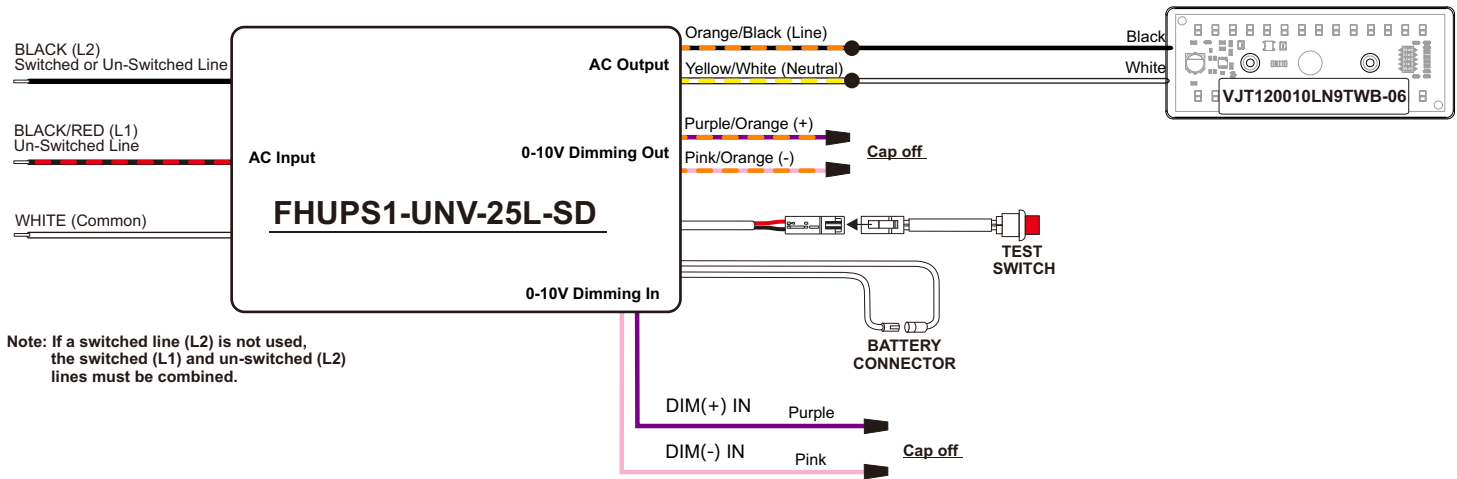 BLACK (L2)
Switched or Un-Switched Line
BLACK/RED (L1)
Un-Switched Line
WHITE (Common)
AC Input
AC Output
0-10V Dimming Out
FHUPS1-UNV-25L-SD
0-10V Dimming In
Orange/Black (Line)
Yellow/White (Neutral)
Black
White
VJT120010LN9TWB-06
Purple/Orange (+)
Pink/Orange (-)
Cap off
TEST
SWITCH
BATTERY
CONNECTOR
Note: If a switched line (L2) is not used,
the switched (L1) and un-switched (L2)
lines must be combined.
DIM(+) IN
Purple
DIM(-) IN
Pink
Cap off